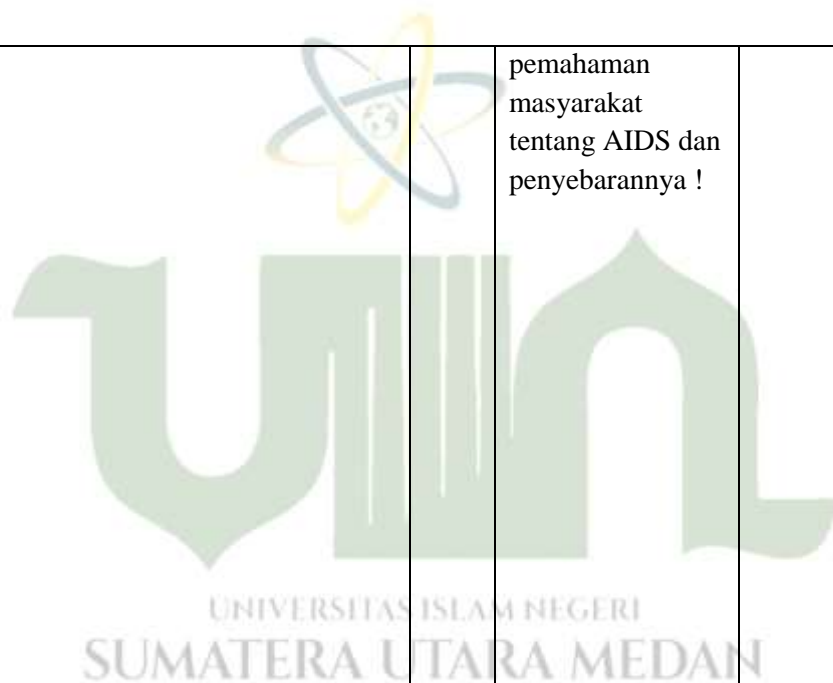 pemahaman
masyarakat
tentang AIDS dan
penyebarannya !
UNIVERSITAS ISLAM NEGERI
SUMATERA UTARA MEDAN